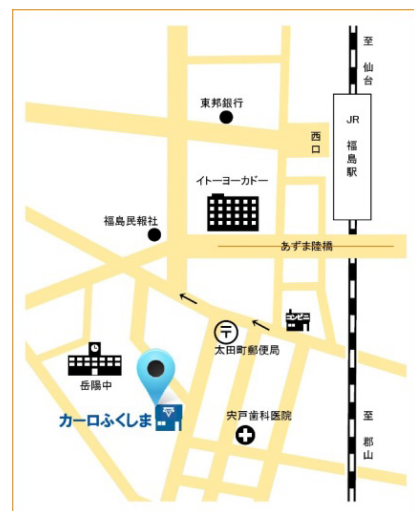 至 仙台
東邦銀行
JR 福島駅
西口
イトーヨーカドー
福島民報社
あずま陸橋
コンビニ
〒
太田町郵便局
岳陽中
カーロふくしま
宍戸歯科医院
至 郡山